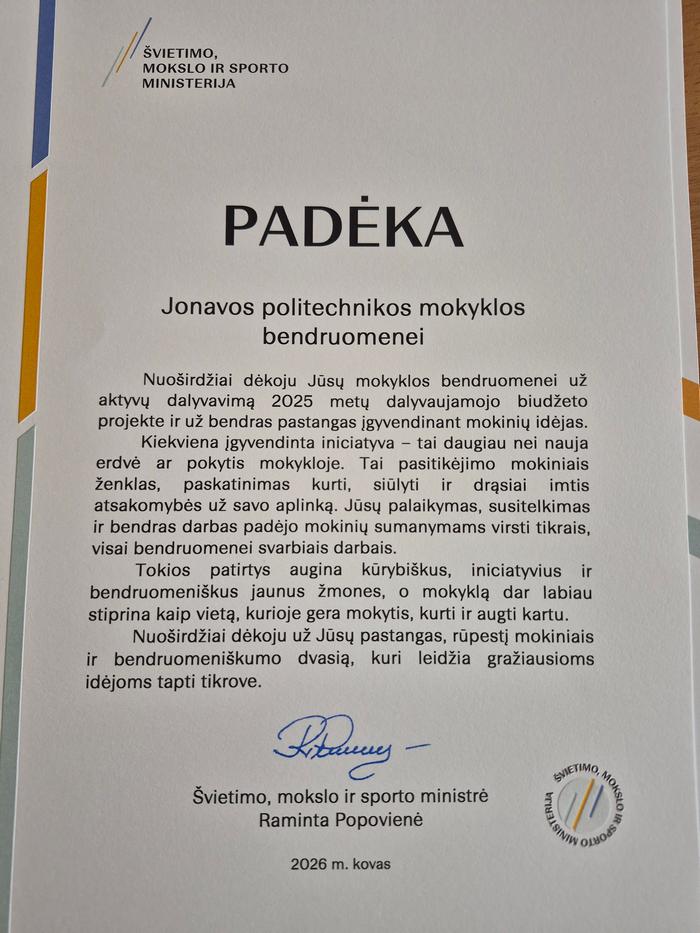 ŠVIETIMO,
MOKSLO IR SPORTO
MINISTERIJA
PADĖKA
Jonavos politechnikos mokyklos
bendruomenei
Nuoširdžiai dėkoju Jūsų mokyklos bendruomenei už
aktyvų dalyvavimą 2025 metų dalyvaujamojo biudžeto
projekte ir už bendras pastangas įgyvendinant mokinių idėjas.
Kiekviena įgyvendinta iniciatyva – tai daugiau nei nauja
erdvė ar pokytis mokykloje. Tai pasitikėjimo mokiniais
ženklas, paskatinimas kurti, siūlyti ir drąsiai imtis
atsakomybės už savo aplinką. Jūsų palaikymas, susitelkimas
ir bendras darbas padėjo mokinių sumanymams virsti tikrais,
visai bendruomenei svarbiais darbais.
Tokios patirtys augina kūrybiškus, iniciatyvius ir
bendruomeniškus jaunus žmones, o mokyklą dar labiau
stiprina kaip vietą, kurioje gera mokytis, kurti ir augti kartu.
Nuoširdžiai dėkoju už Jūsų pastangas, rūpestį mokiniais
ir bendruomeniškumo dvasią, kuri leidžia gražiausioms
idėjoms tapti tikrove.
Švietimo, mokslo ir sporto ministrė
Raminta Popovienė
ŠVIETIMO, MOKSLO IR SPORTO MINISTERIJA
2026 m. kovas